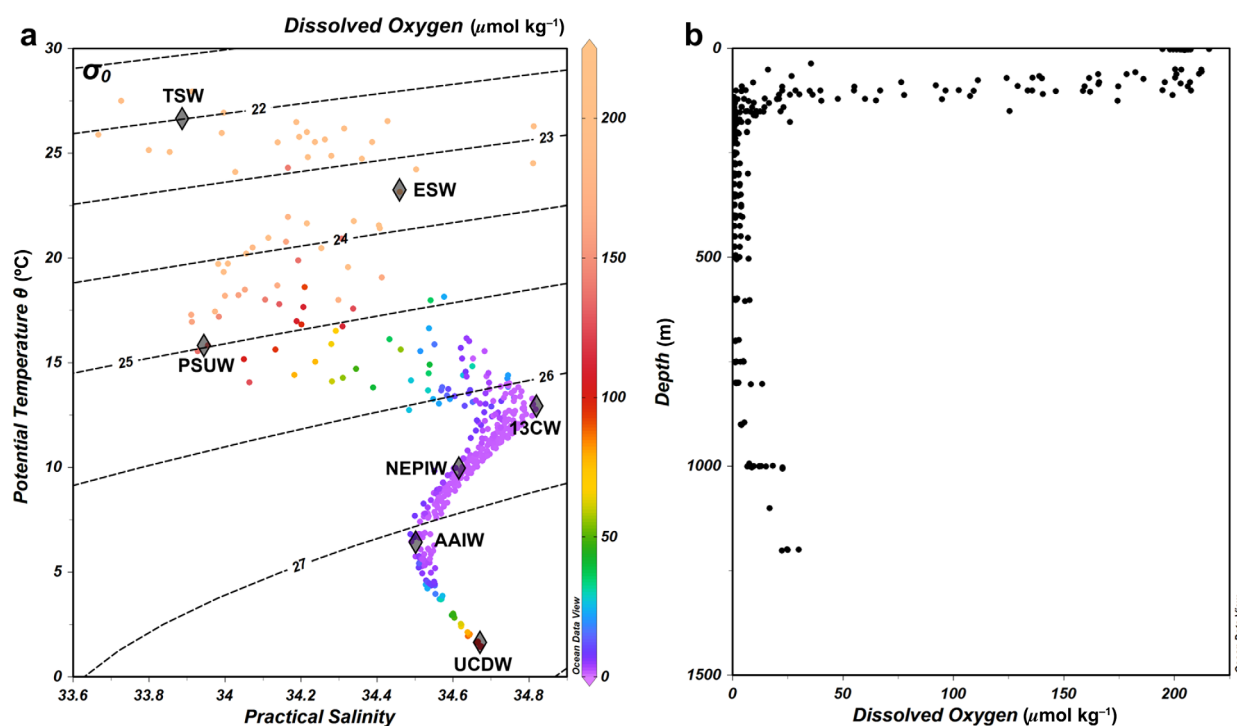 a
Dissolved Oxygen (μmol kg⁻¹)
b
σ0
30
25
20
15
10
5
0
Potential Temperature θ (ºC)
33.6
33.8
34
34.2
34.4
34.6
34.8
Practical Salinity
TSW
22
23
ESW
24
25
PSUW
26
13CW
NEPIW
AAIW
27
UCDW
200
150
100
50
0
Ocean Data View
0
500
1000
1500
Depth (m)
0
50
100
150
200
Dissolved Oxygen (μmol kg⁻¹)